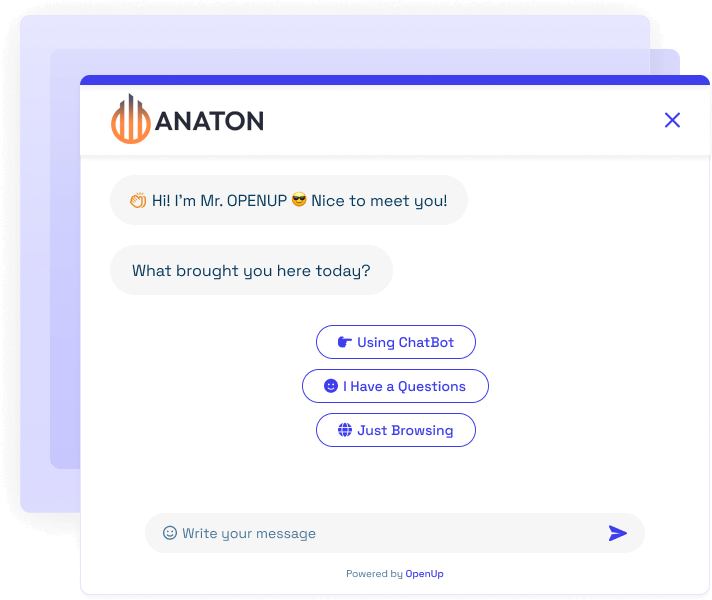 ANATON
👏 Hi! I'm Mr. OPENUP 😎 Nice to meet you!
What brought you here today?
Using ChatBot
I Have a Questions
Just Browsing
Write your message
Powered by OpenUp